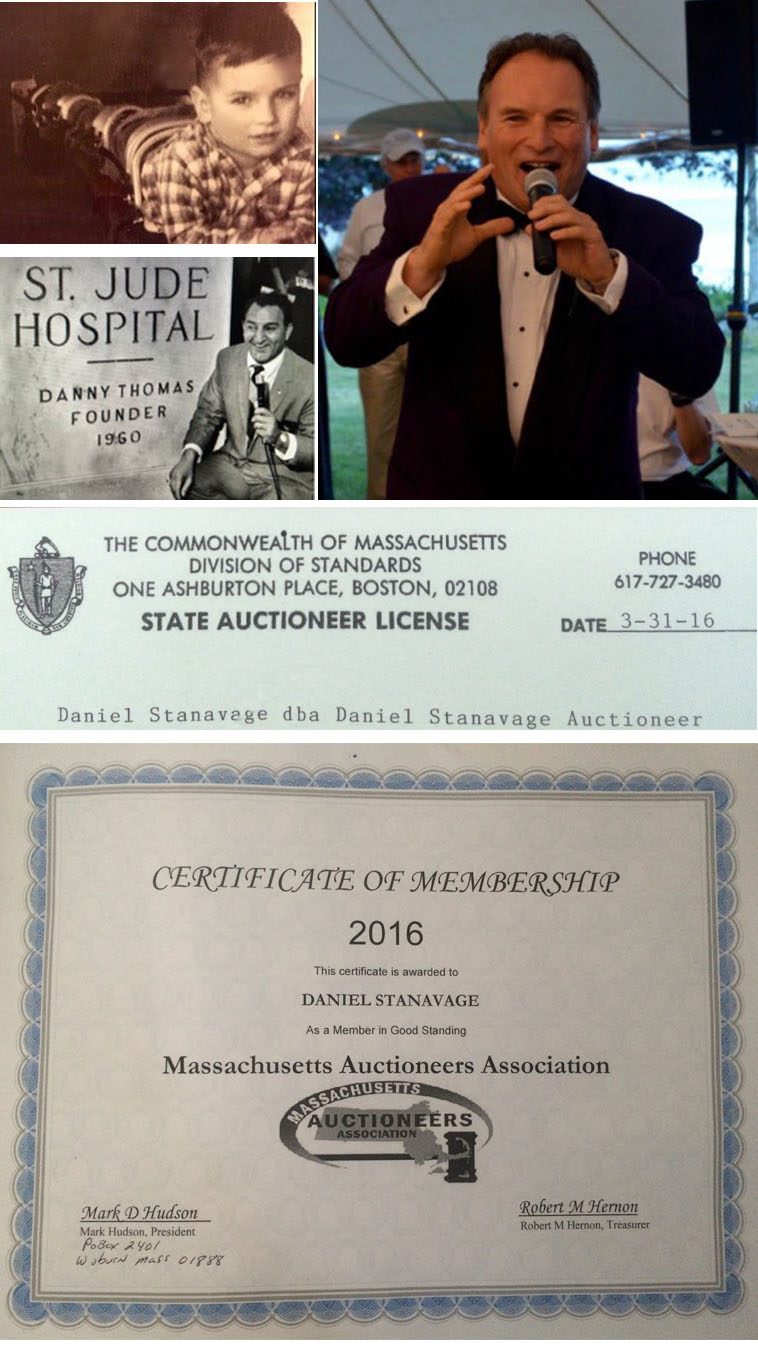 ST. JUDE
HOSPITAL
DANNY THOMAS
FOUNDER
1960
THE COMMONWEALTH OF MASSACHUSETTS
DIVISION OF STANDARDS
ONE ASHBURTON PLACE, BOSTON, 02108
STATE AUCTIONEER LICENSE
PHONE
617-727-3480
DATE 3-31-16
Daniel Stanavage dba Daniel Stanavage Auctioneer
CERTIFICATE OF MEMBERSHIP
2016
This certificate is awarded to
DANIEL STANAVAGE
As a Member in Good Standing
Massachusetts Auctioneers Association
MASSACHUSETTS
AUCTIONEERS
ASSOCIATION
Mark D Hudson
Mark Hudson, President
PoBox 2401
Woburn mass 01888
Robert M Hernon
Robert M Hernon, Treasurer